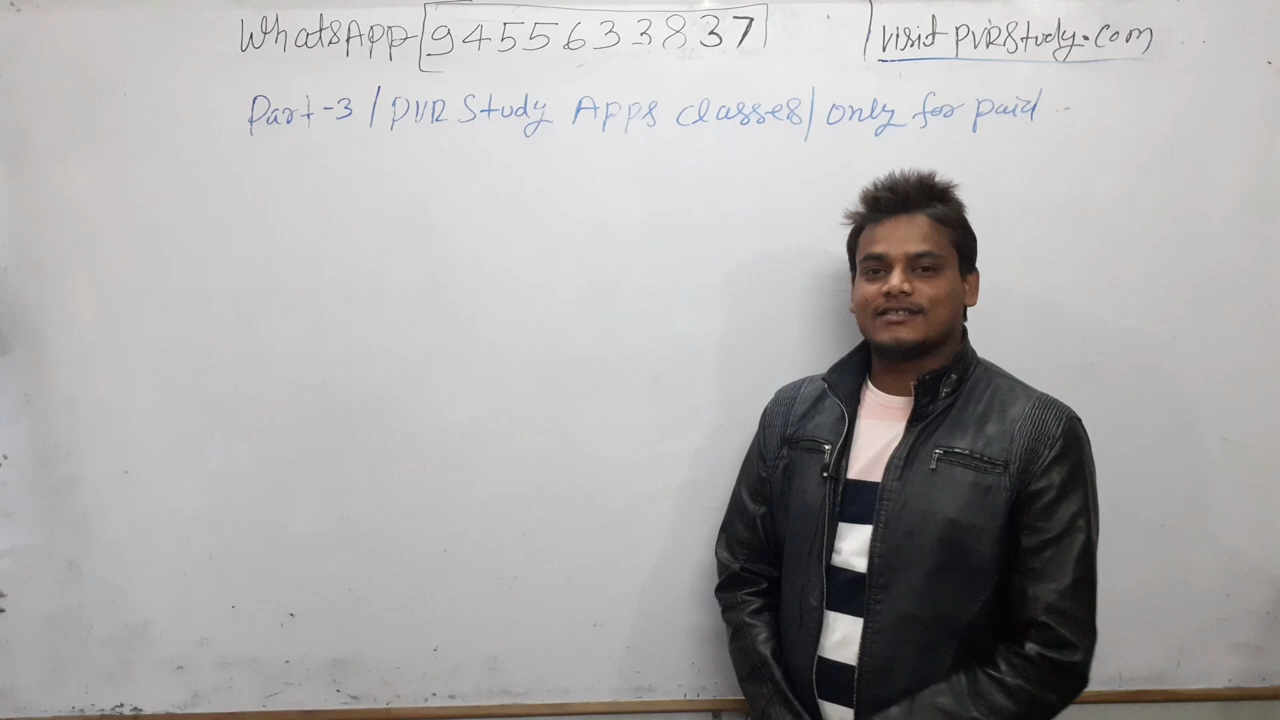 WhatsApp- 9455633837 / visit pvrstudy.com
Part-3 / PVR Study Apps classes / only for paid -